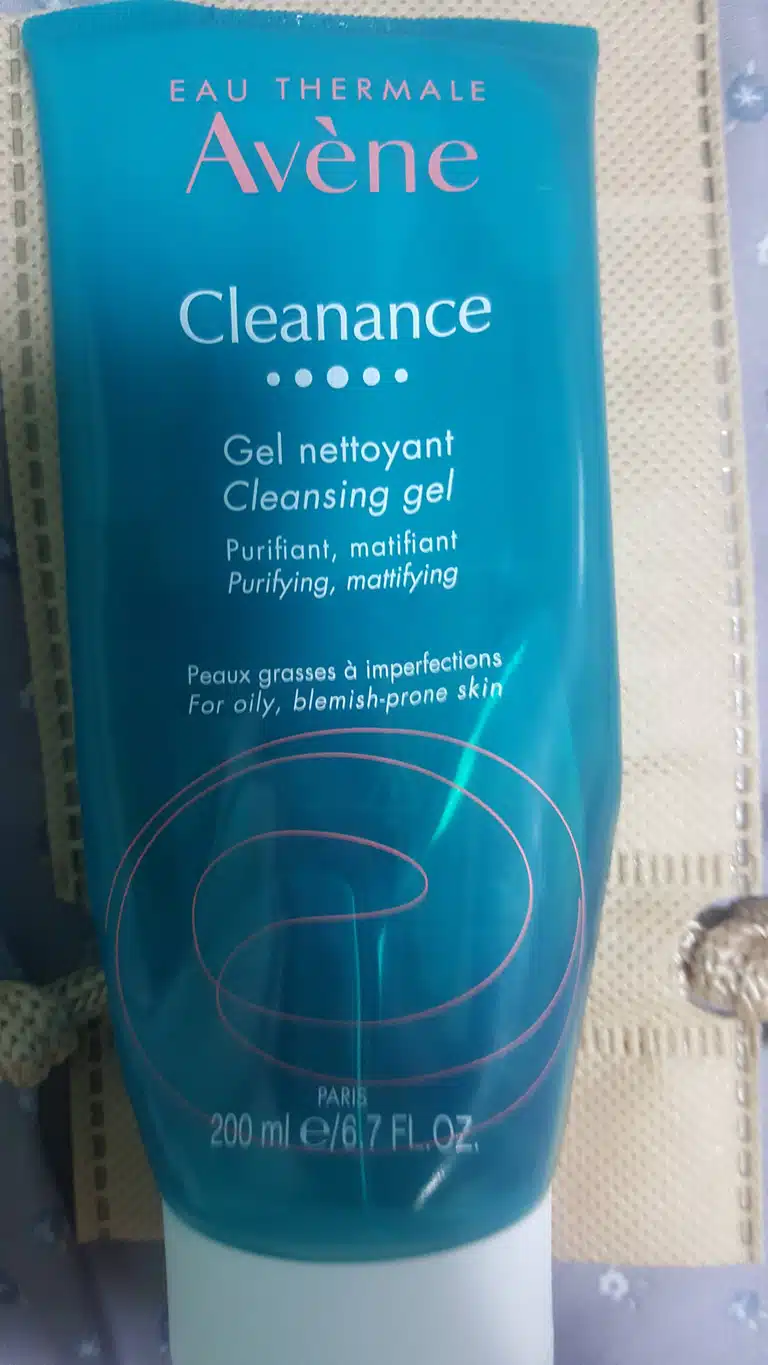 EAU THERMALE
Avène
Cleanance
Gel nettoyant
Cleansing gel
Purifiant, matifiant
Purifying, mattifying
Peaux grasses à imperfections
For oily, blemish-prone skin
PARIS
200 ml ℮/6.7 FL.OZ.